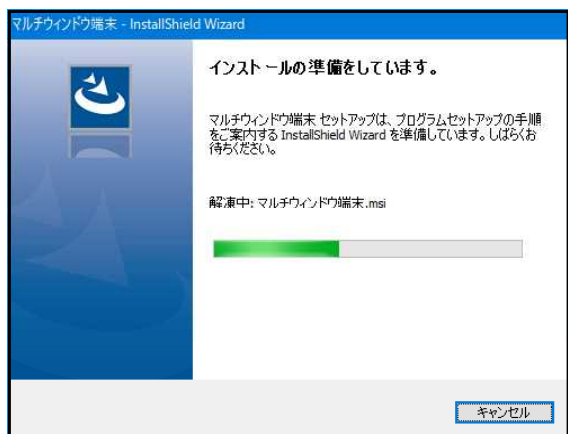 マルチウィンドウ端末 - InstallShield Wizard
インストールの準備をしています。
マルチウィンドウ端末 セットアップは、プログラムセットアップの手順
をご案内する InstallShield Wizard を準備しています。しばらくお
待ちください。
解凍中: マルチウィンドウ端末.msi
キャンセル